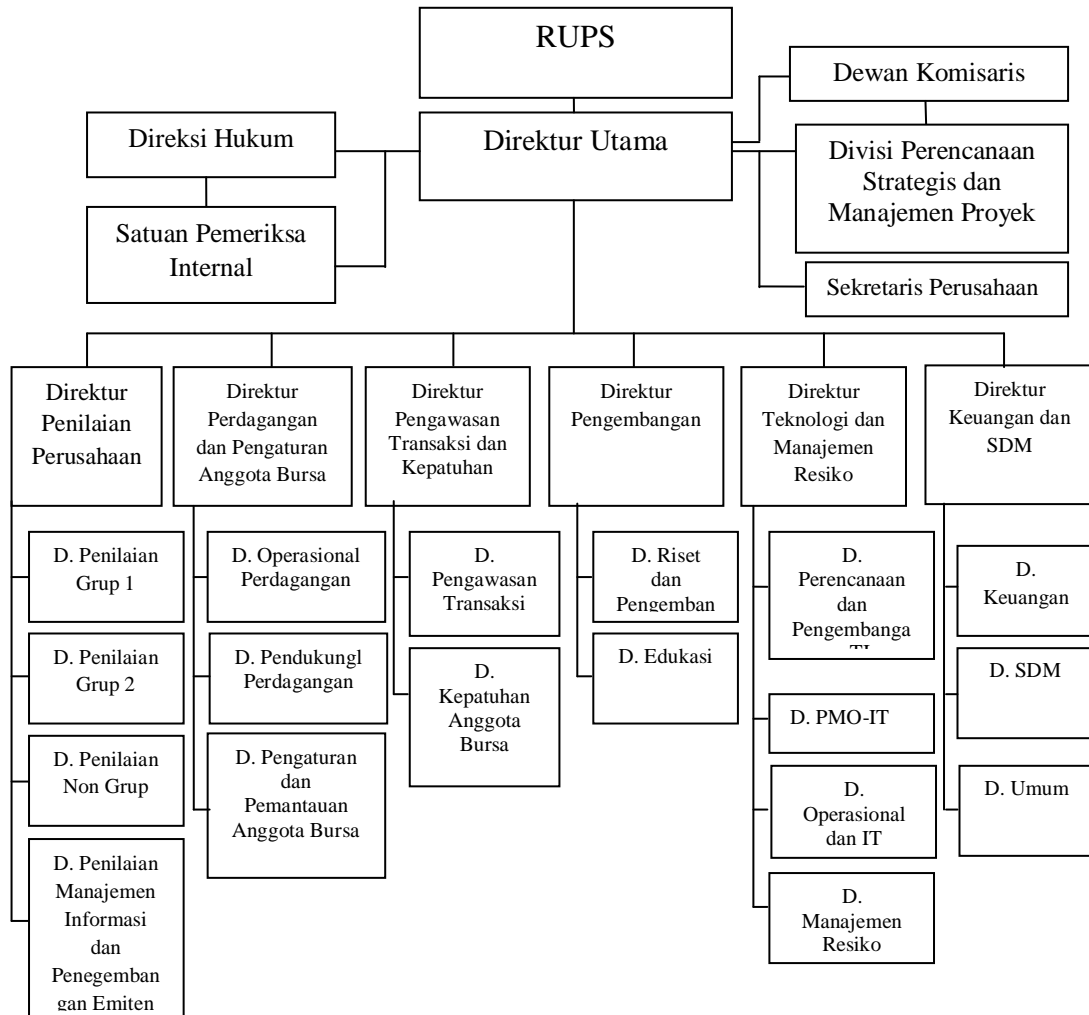 RUPS
Dewan Komisaris
Direksi Hukum
Direktur Utama
Divisi Perencanaan
Strategis dan
Manajemen Proyek
Satuan Pemeriksa
Internal
Sekretaris Perusahaan
Direktur
Penilaian
Perusahaan
Direktur
Perdagangan
dan Pengaturan
Anggota Bursa
Direktur
Pengawasan
Transaksi dan
Kepatuhan
Direktur
Pengembangan
Direktur
Teknologi dan
Manajemen
Resiko
Direktur
Keuangan dan
SDM
D. Penilaian
Grup 1
D. Penilaian
Grup 2
D. Penilaian
Non Grup
D. Penilaian
Manajemen
Informasi
dan
Penegemban
gan Emiten
D. Operasional
Perdagangan
D. Pendukungl
Perdagangan
D. Pengaturan
dan
Pemantauan
Anggota Bursa
D.
Pengawasan
Transaksi
D.
Kepatuhan
Anggota
Bursa
D. Riset
dan
Pengemban
D. Edukasi
D.
Perencanaan
dan
Pengembanga
D. PMO-IT
D.
Operasional
dan IT
D.
Manajemen
Resiko
D.
Keuangan
D. SDM
D. Umum